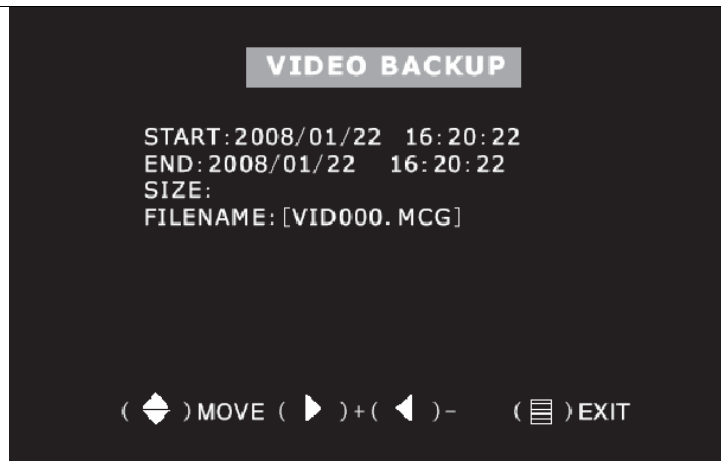 VIDEO BACKUP
START:2008/01/22 16:20:22
END:2008/01/22 16:20:22
SIZE:
FILENAME:[VID000.MCG]
( ) MOVE ( ) + ( ) - ( ) EXIT